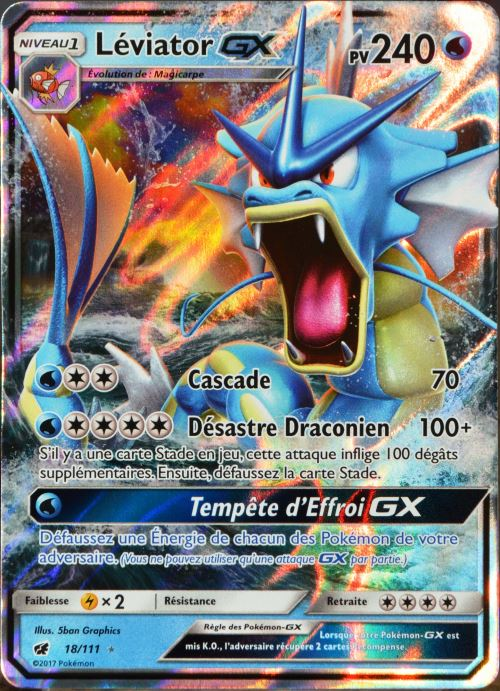 NIVEAU 1
Léviator GX
PV 240
Évolution de : Magicarpe
Cascade 70
Désastre Draconien 100+
S'il y a une carte Stade en jeu, cette attaque inflige 100 dégâts
supplémentaires. Ensuite, défaussez la carte Stade.
Tempête d'Effroi GX
Défaussez une Énergie de chacun des Pokémon de votre
adversaire. (Vous ne pouvez utiliser qu'une attaque GX par partie.)
Faiblesse ×2 Résistance Retraite
Illus. 5ban Graphics
18/111
©2017 Pokémon
Règle des Pokémon-GX
Lorsque votre Pokémon-GX est
mis K.O., l'adversaire récupère 2 cartes Récompense.